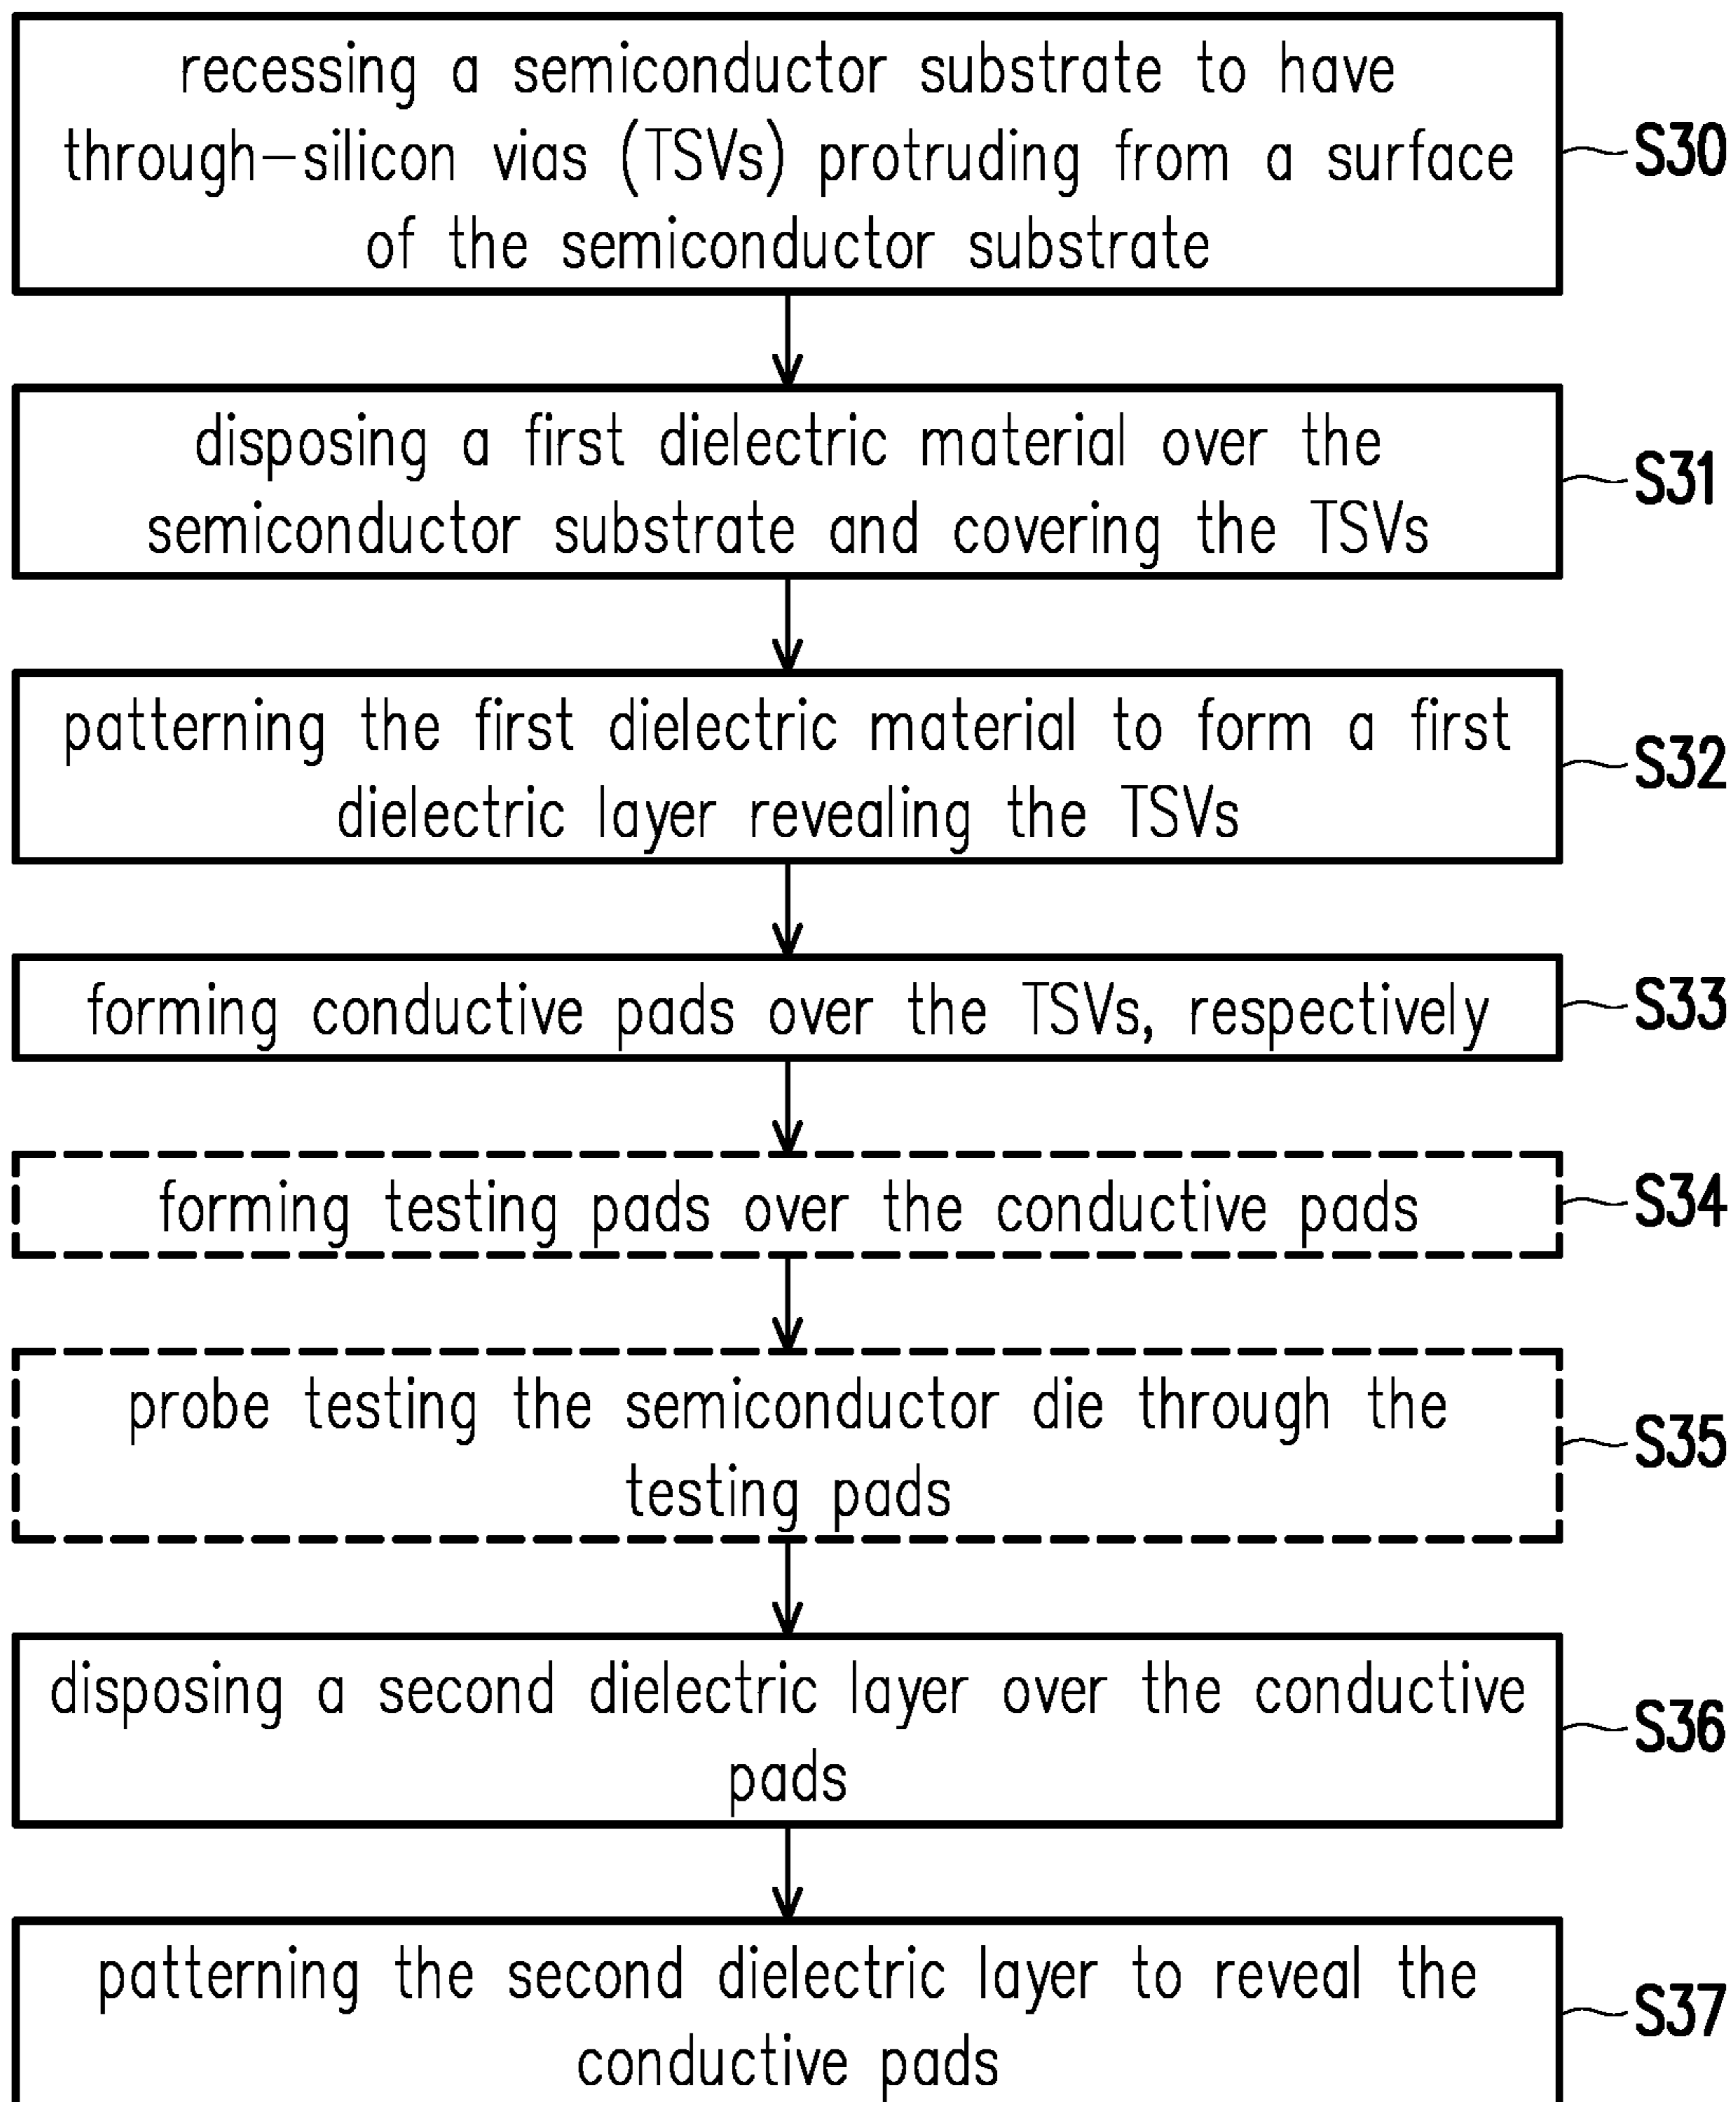 recessing a semiconductor substrate to have
through-silicon vias (TSVs) protruding from a surface
of the semiconductor substrate
S30
disposing a first dielectric material over the
semiconductor substrate and covering the TSVs
S31
patterning the first dielectric material to form a first
dielectric layer revealing the TSVs
S32
forming conductive pads over the TSVs, respectively
S33
forming testing pads over the conductive pads
S34
probe testing the semiconductor die through the
testing pads
S35
disposing a second dielectric layer over the conductive
pads
S36
patterning the second dielectric layer to reveal the
conductive pads
S37